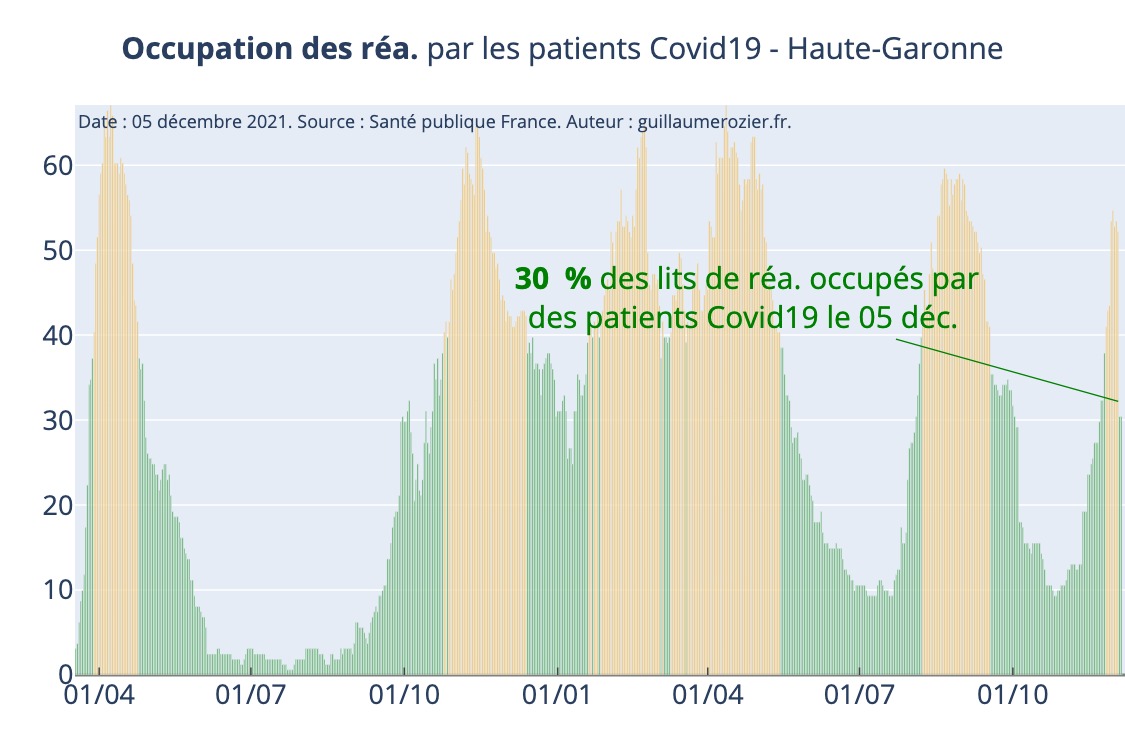 Occupation des réa. par les patients Covid19 - Haute-Garonne
Date : 05 décembre 2021. Source : Santé publique France. Auteur : guillaumerozier.fr.
60
50
30  % des lits de réa. occupés par
des patients Covid19 le 05 déc.
40
30
20
10
0
01/04 01/07 01/10 01/01 01/04 01/07 01/10